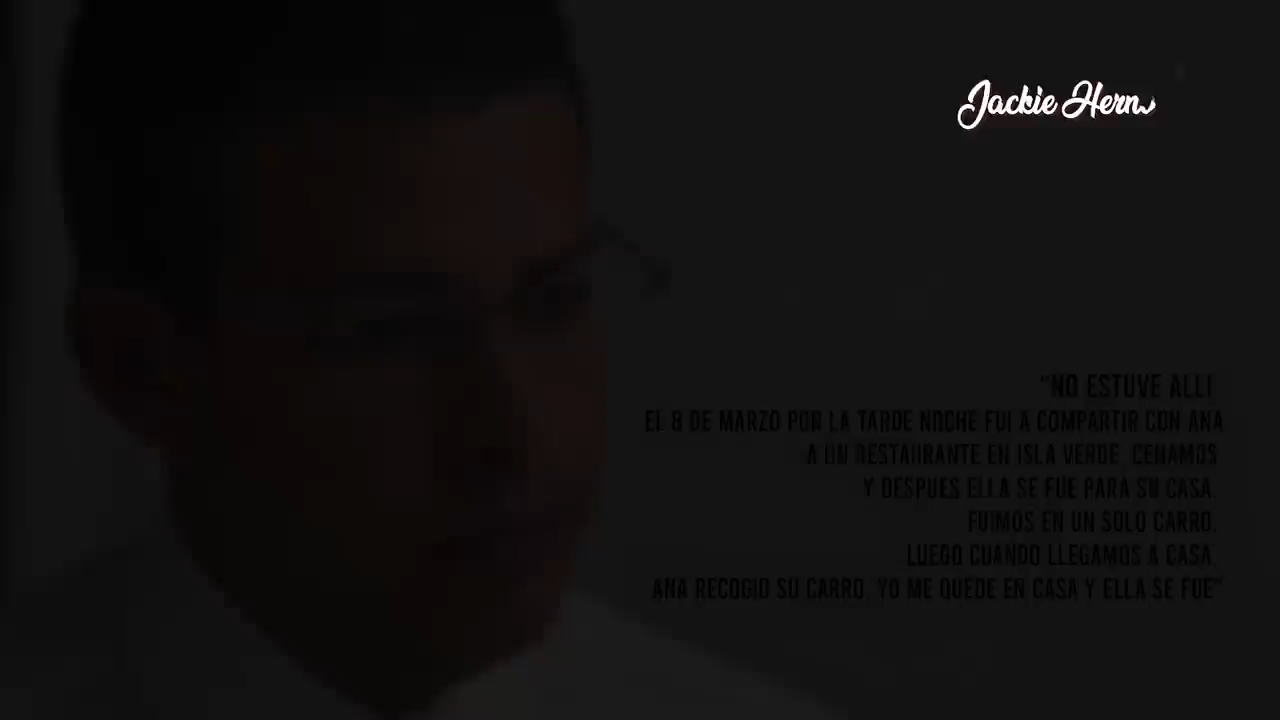 Jackie Hern
"NO ESTUVE ALLI.
EL 8 DE MARZO POR LA TARDE NOCHE FUI A COMPARTIR CON ANA
A UN RESTAURANTE EN ISLA VERDE. CENAMOS
Y DESPUES ELLA SE FUE PARA SU CASA.
FUIMOS EN UN SOLO CARRO.
LUEGO CUANDO LLEGAMOS A CASA,
ANA RECOGIO SU CARRO, YO ME QUEDE EN CASA Y ELLA SE FUE"